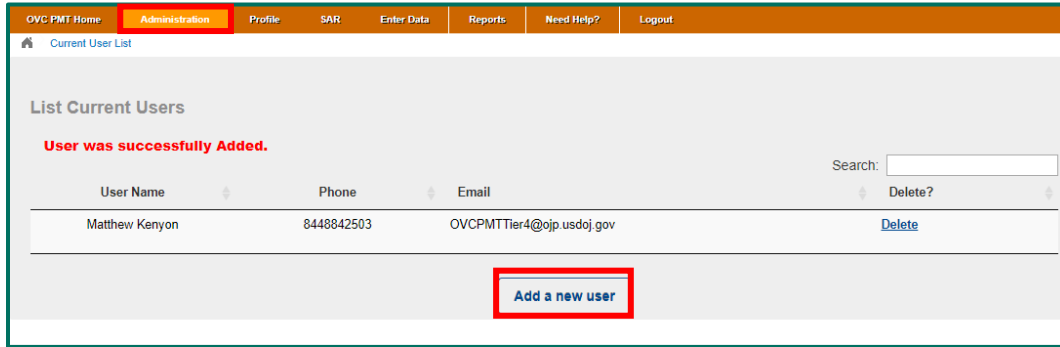 OVC PMT Home Administration Profile SAR Enter Data Reports Need Help? Logout
Current User List
List Current Users
User was successfully Added.
Search:
User Name Phone Email Delete?
Matthew Kenyon 8448842503 OVCPMTTier4@ojp.usdoj.gov Delete
Add a new user